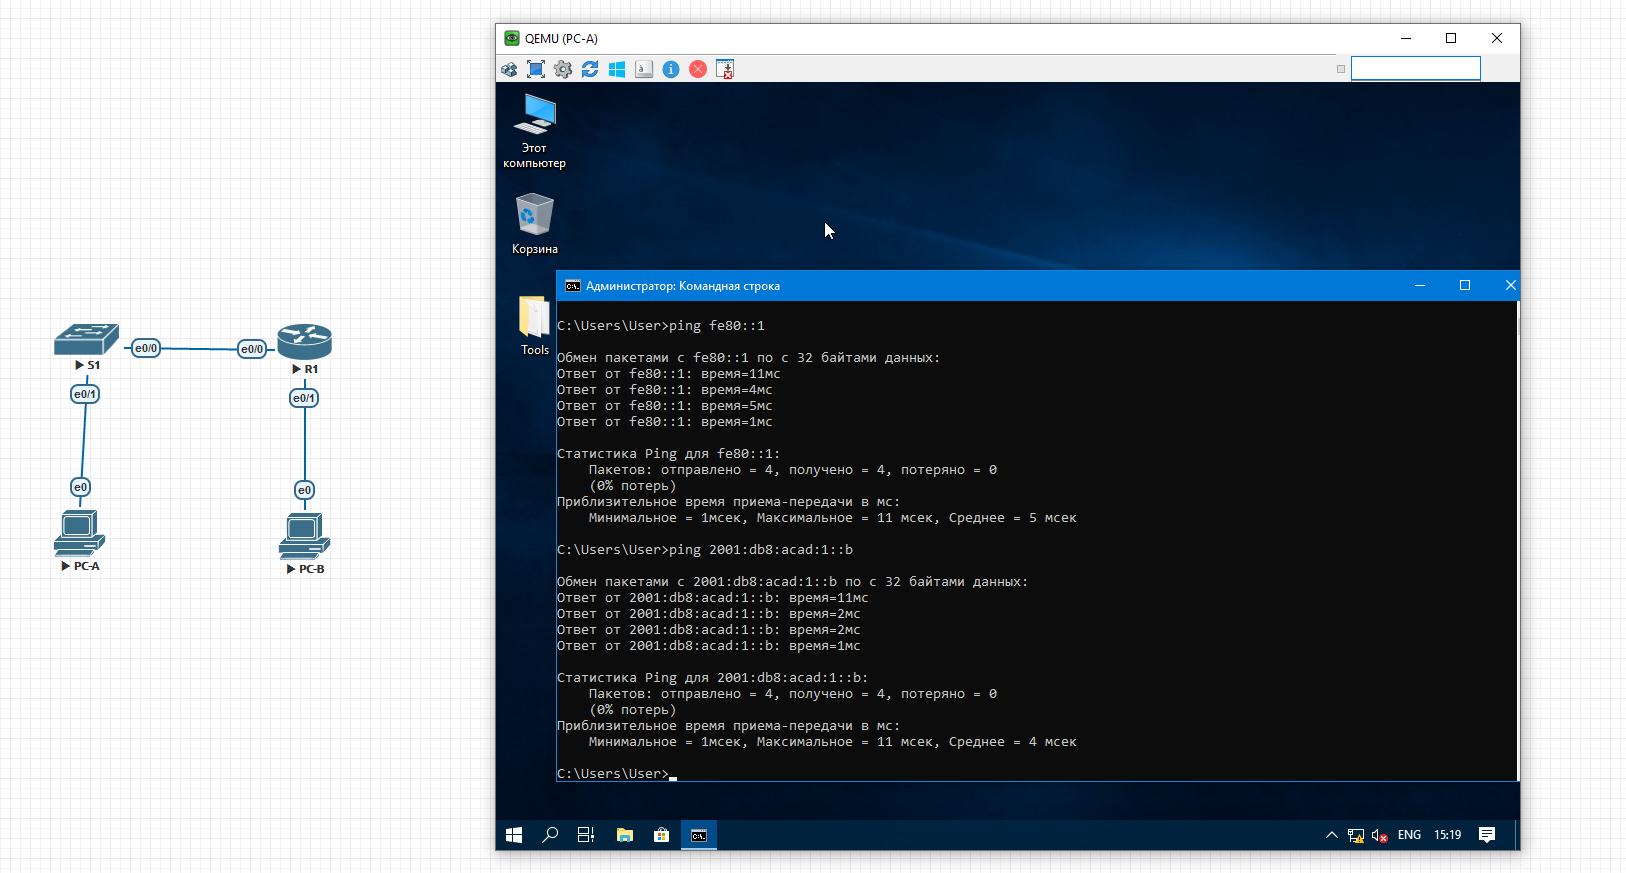 QEMU (PC-A)
Этот
компьютер
Корзина
Tools
Администратор: Командная строка
C:\Users\User>ping fe80::1
Обмен пакетами с fe80::1 по с 32 байтами данных:
Ответ от fe80::1: время=11мс
Ответ от fe80::1: время=4мс
Ответ от fe80::1: время=5мс
Ответ от fe80::1: время=1мс
Статистика Ping для fe80::1:
Пакетов: отправлено = 4, получено = 4, потеряно = 0
(0% потерь)
Приблизительное время приема-передачи в мс:
Минимальное = 1мсек, Максимальное = 11 мсек, Среднее = 5 мсек
C:\Users\User>ping 2001:db8:acad:1::b
Обмен пакетами с 2001:db8:acad:1::b по с 32 байтами данных:
Ответ от 2001:db8:acad:1::b: время=11мс
Ответ от 2001:db8:acad:1::b: время=2мс
Ответ от 2001:db8:acad:1::b: время=2мс
Ответ от 2001:db8:acad:1::b: время=1мс
Статистика Ping для 2001:db8:acad:1::b:
Пакетов: отправлено = 4, получено = 4, потеряно = 0
(0% потерь)
Приблизительное время приема-передачи в мс:
Минимальное = 1мсек, Максимальное = 11 мсек, Среднее = 4 мсек
C:\Users\User>
ENG 15:19
e0/0 e0/0
S1 R1
e0/1 e0/1
e0 e0
PC-A PC-B